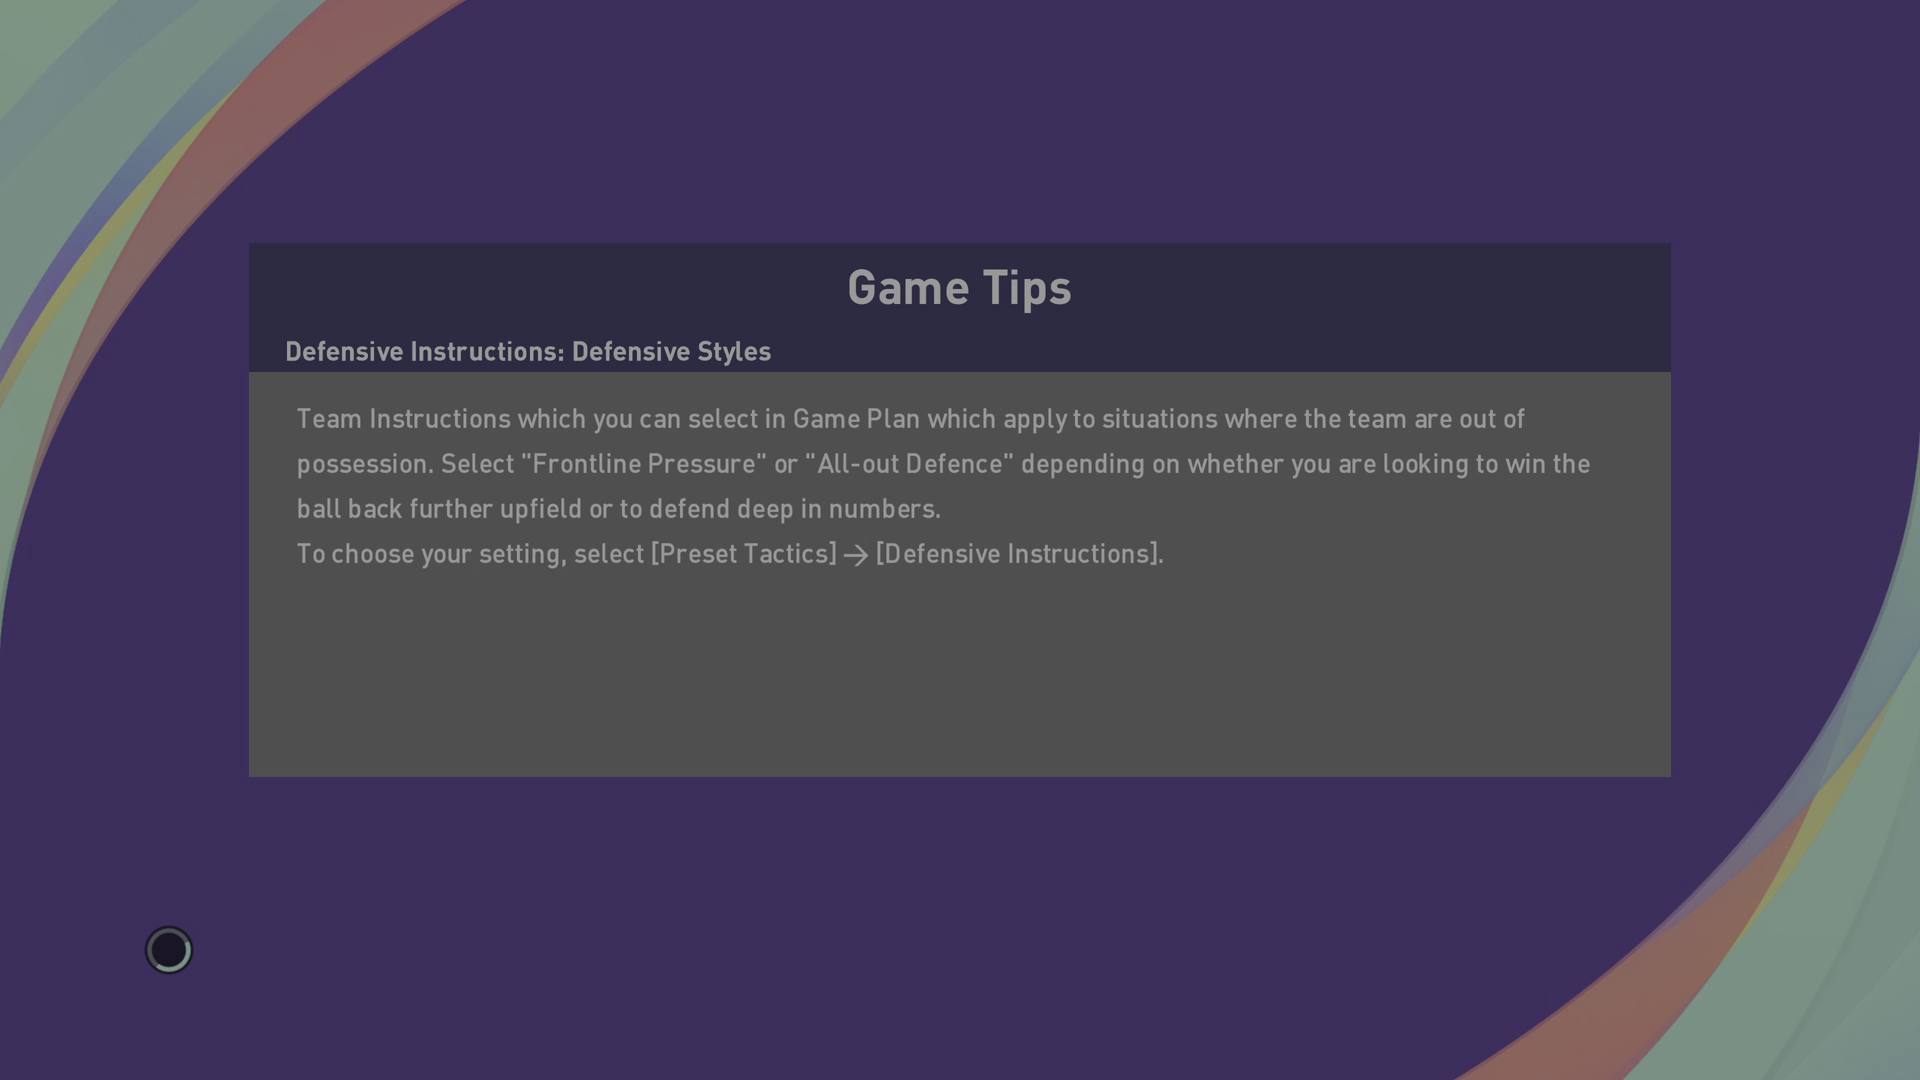 Game Tips
Defensive Instructions: Defensive Styles
Team Instructions which you can select in Game Plan which apply to situations where the team are out of
possession. Select "Frontline Pressure" or "All-out Defence" depending on whether you are looking to win the
ball back further upfield or to defend deep in numbers.
To choose your setting, select [Preset Tactics] → [Defensive Instructions].